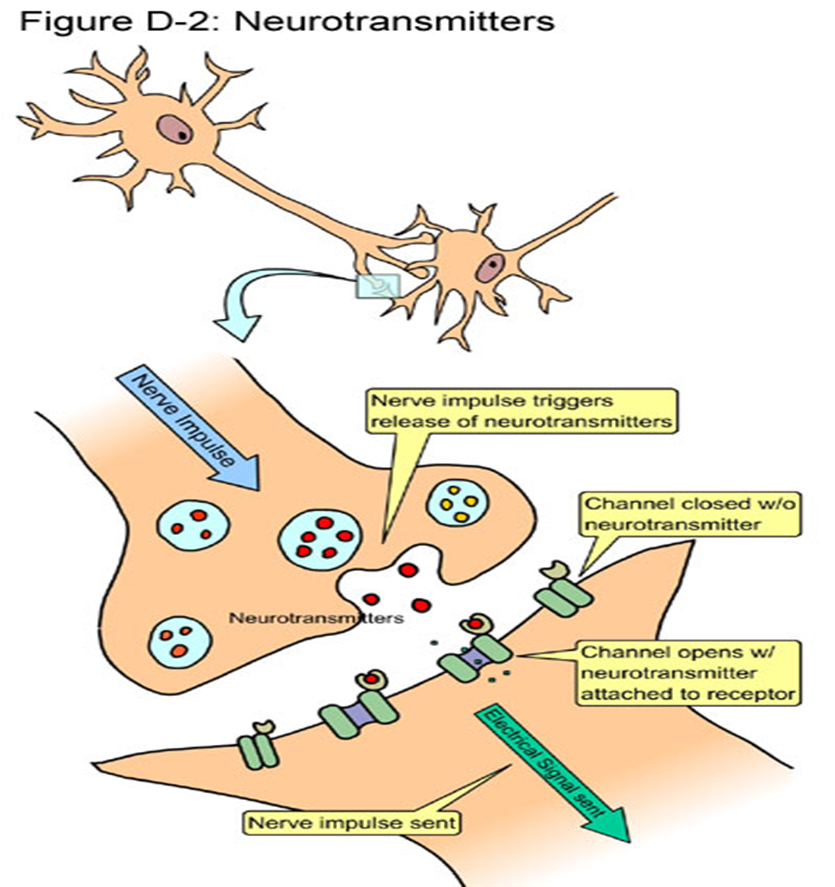 Figure D-2: Neurotransmitters
Nerve Impulse
Nerve impulse triggers
release of neurotransmitters
Channel closed w/o
neurotransmitter
Neurotransmitters
Channel opens w/
neurotransmitter
attached to receptor
Electrical Signal sent
Nerve impulse sent